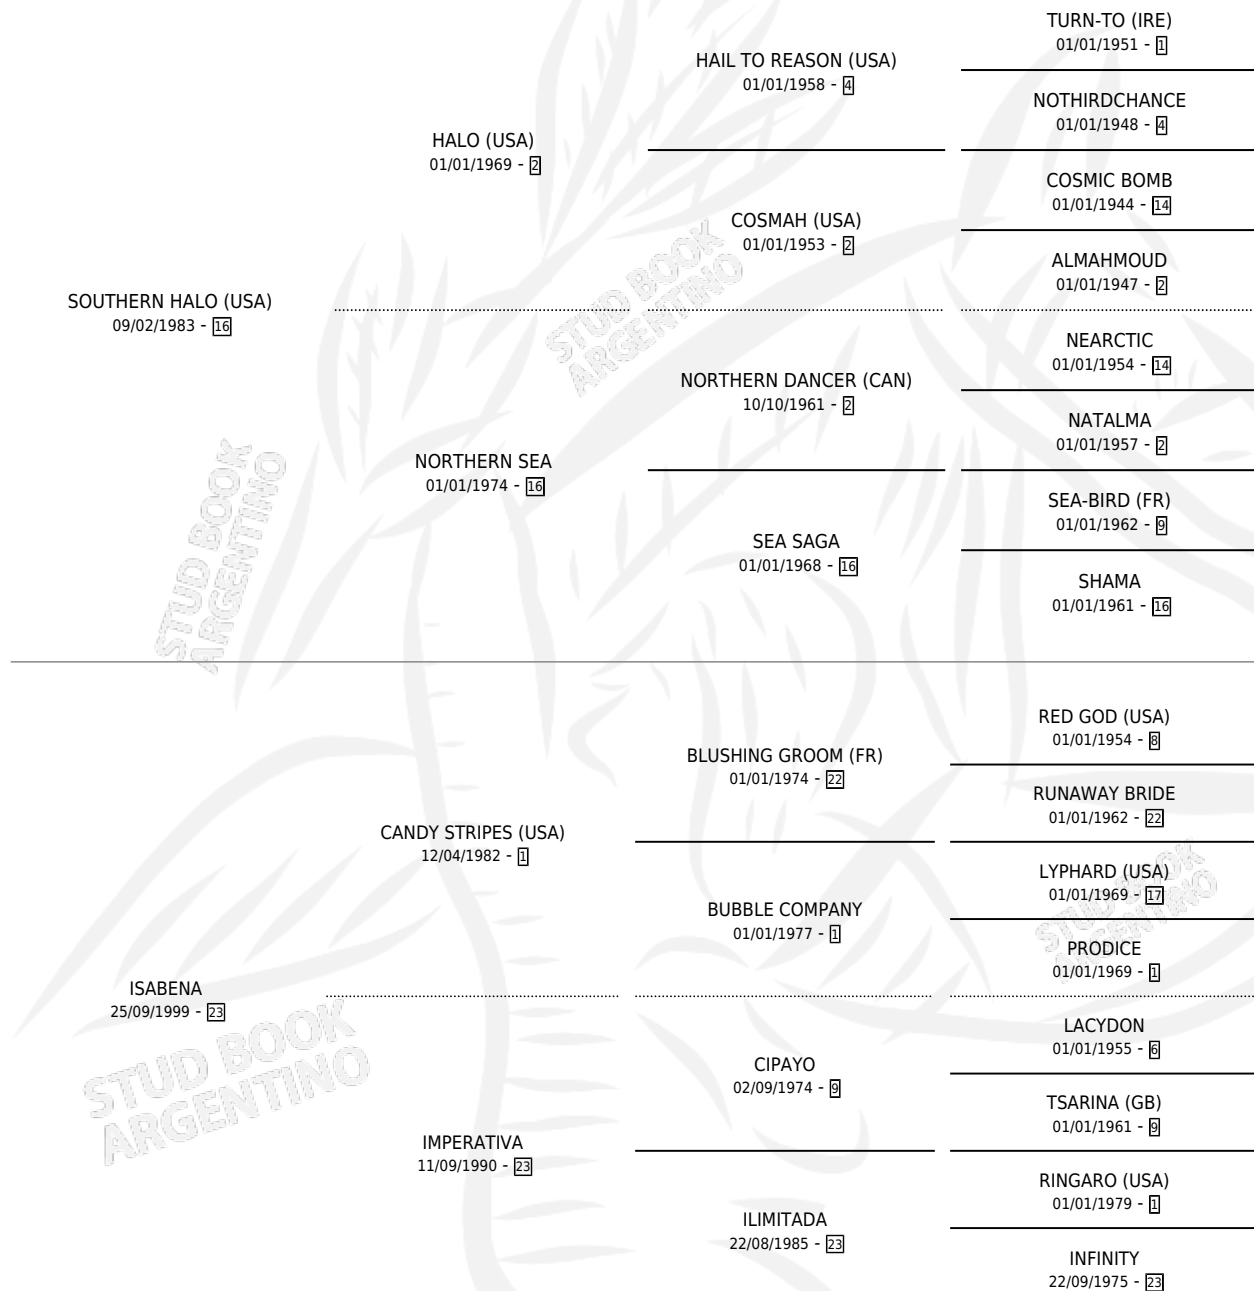 TURN-TO (IRE)
01/01/1951 - 1
HAIL TO REASON (USA)
01/01/1958 - 4
NOTHIRDCHANCE
01/01/1948 - 4
HALO (USA)
01/01/1969 - 2
COSMIC BOMB
01/01/1944 - 14
COSMAH (USA)
01/01/1953 - 2
ALMAHMOUD
01/01/1947 - 2
SOUTHERN HALO (USA)
09/02/1983 - 16
NEARCTIC
01/01/1954 - 14
NORTHERN DANCER (CAN)
10/10/1961 - 2
NATALMA
01/01/1957 - 2
NORTHERN SEA
01/01/1974 - 16
SEA-BIRD (FR)
01/01/1962 - 9
SEA SAGA
01/01/1968 - 16
SHAMA
01/01/1961 - 16
RED GOD (USA)
01/01/1954 - 8
BLUSHING GROOM (FR)
01/01/1974 - 22
RUNAWAY BRIDE
01/01/1962 - 22
CANDY STRIPES (USA)
12/04/1982 - 1
LYPHARD (USA)
01/01/1969 - 17
BUBBLE COMPANY
01/01/1977 - 1
PRODICE
01/01/1969 - 1
ISABENA
25/09/1999 - 23
LACYDON
01/01/1955 - 6
CIPAYO
02/09/1974 - 9
TSARINA (GB)
01/01/1961 - 9
IMPERATIVA
11/09/1990 - 23
RINGARO (USA)
01/01/1979 - 1
ILIMITADA
22/08/1985 - 23
INFINITY
22/09/1975 - 23
STUD BOOK
ARGENTINO
STUD BOOK
ARGENTINO
STUD BOOK
ARGENTINO
STUD BOOK
ARGENTINO